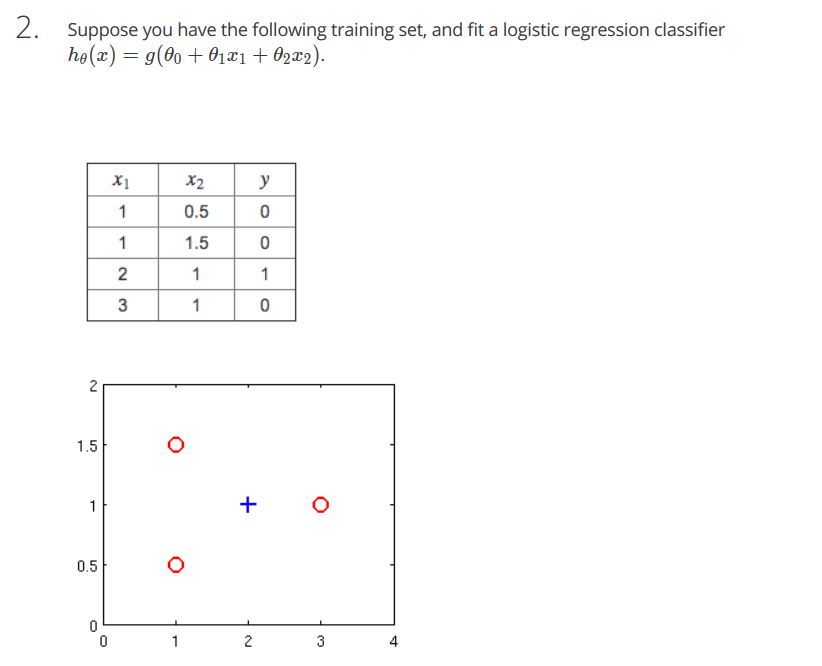 2. Suppose you have the following training set, and fit a logistic regression classifier
hθ(x) = g(θ0 + θ1x1 + θ2x2).
x1 x2 y
1 0.5 0
1 1.5 0
2 1 1
3 1 0
2
1.5
1
0.5
0
0 1 2 3 4